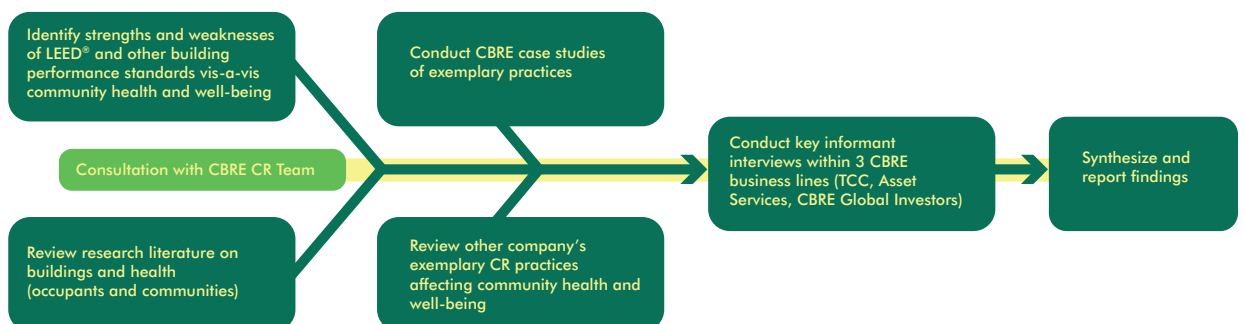 Identify strengths and weaknesses
of LEED® and other building
performance standards vis-a-vis
community health and well-being
Conduct CBRE case studies
of exemplary practices
Consultation with CBRE CR Team
Conduct key informant
interviews within 3 CBRE
business lines (TCC, Asset
Services, CBRE Global Investors)
Synthesize and
report findings
Review research literature on
buildings and health
(occupants and communities)
Review other company’s
exemplary CR practices
affecting community health and
well-being